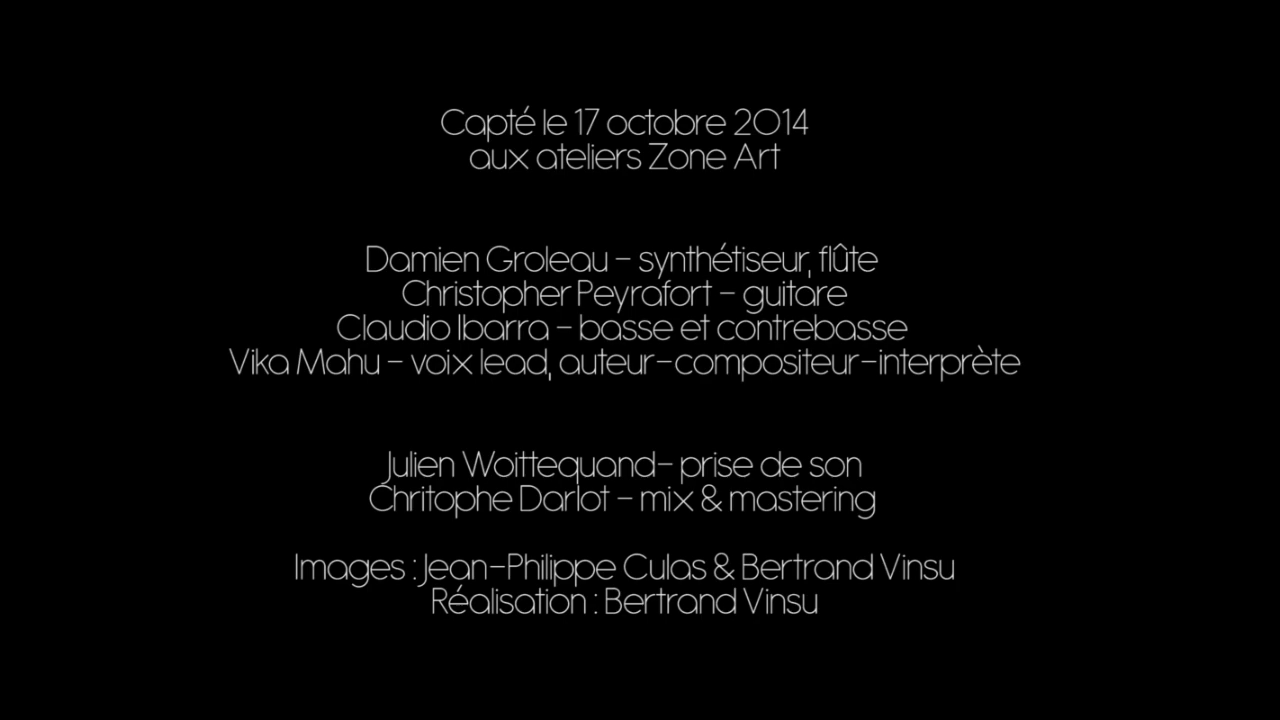 Capté le 17 octobre 2014
aux ateliers Zone Art
Damien Groleau - synthétiseur, flûte
Christopher Peyrafort - guitare
Claudio Ibarra - basse et contrebasse
Vika Mahu - voix lead, auteur-compositeur-interprète
Julien Woittequand- prise de son
Chritophe Darlot - mix & mastering
Images : Jean-Philippe Culas & Bertrand Vinsu
Réalisation : Bertrand Vinsu